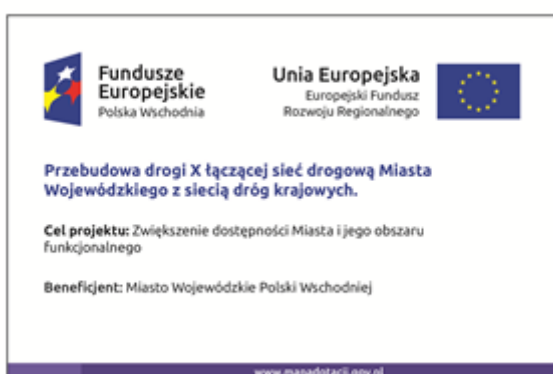 Fundusze
Europejskie
Polska Wschodnia
Unia Europejska
Europejski Fundusz
Rozwoju Regionalnego
Przebudowa drogi X łączącej sieć drogową Miasta
Wojewódzkiego z siecią dróg krajowych.
Cel projektu: Zwiększenie dostępności Miasta i jego obszaru
funkcjonalnego
Beneficjent: Miasto Wojewódzkie Polski Wschodniej
www.mapadotacji.gov.pl